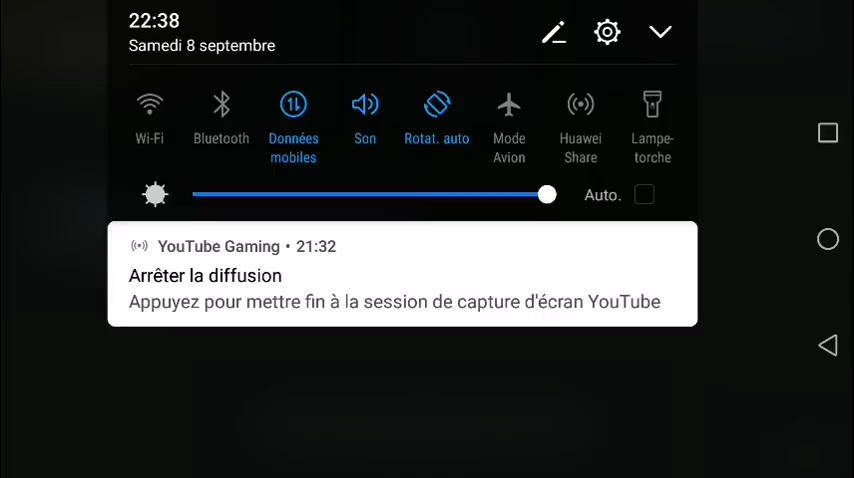 22:38
Samedi 8 septembre
Wi-Fi Bluetooth Données mobiles Son Rotat. auto Mode Avion Huawei Share Lampe-torche
Auto.
YouTube Gaming • 21:32
Arrêter la diffusion
Appuyez pour mettre fin à la session de capture d'écran YouTube